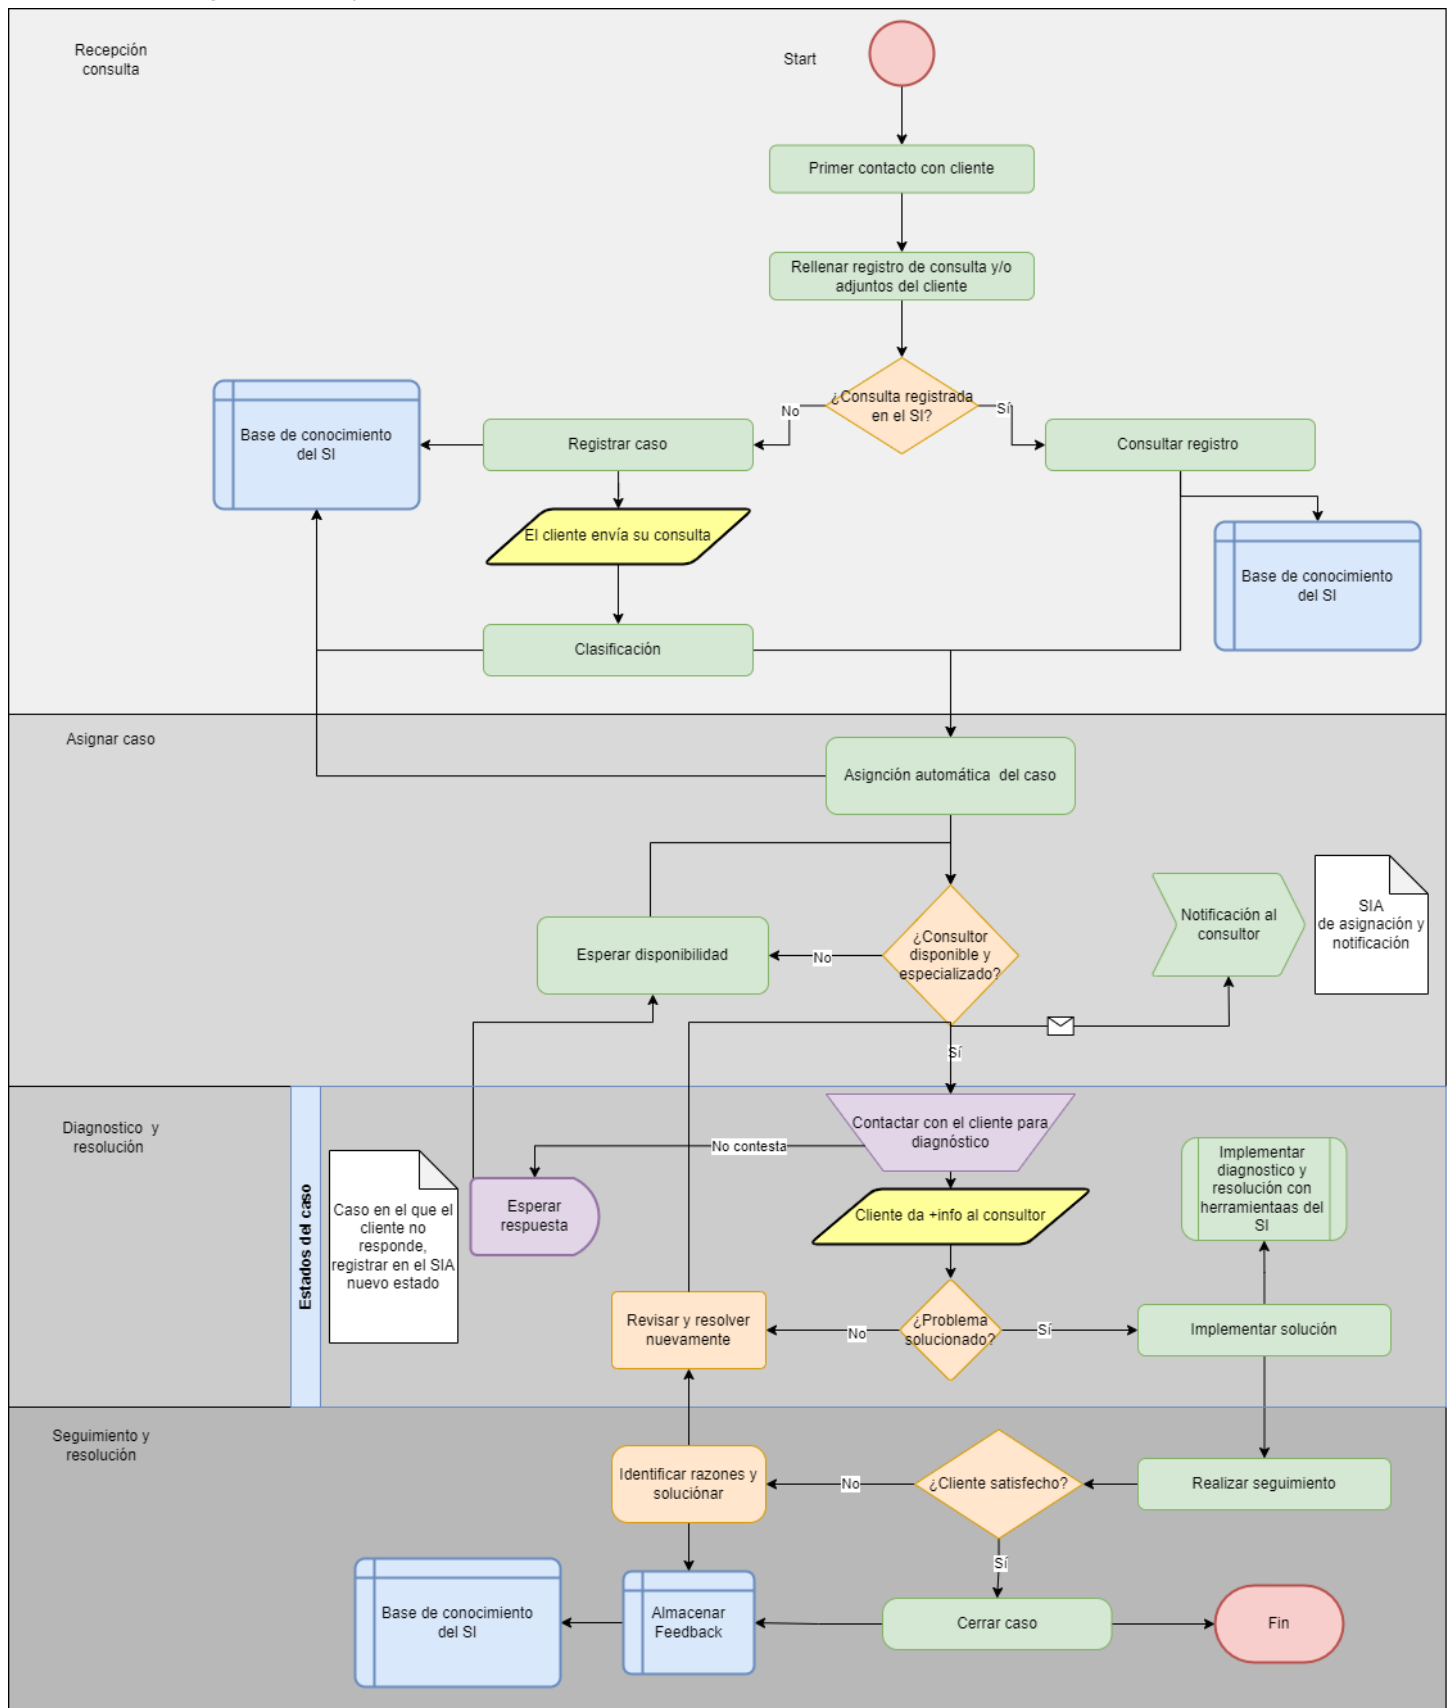 Recepción
consulta
Start
Primer contacto con cliente
Rellenar registro de consulta y/o
adjuntos del cliente
¿Consulta registrada
en el SI?
No
Sí
Base de conocimiento
del SI
Registrar caso
Consultar registro
El cliente envía su consulta
Base de conocimiento
del SI
Clasificación
Asignar caso
Asignción automática del caso
Notificación al
consultor
SIA
de asignación y
notificación
¿Consultor
disponible y
especializado?
No
Esperar disponibilidad
Sí
Diagnostico y
resolución
Estados del caso
Contactar con el cliente para
diagnóstico
No contesta
Caso en el que el
cliente no
responde,
registrar en el SIA
nuevo estado
Esperar
respuesta
Cliente da +info al consultor
Implementar
diagnostico y
resolución con
herramientaas del
SI
Revisar y resolver
nuevamente
No
¿Problema
solucionado?
Sí
Implementar solución
Seguimiento y
resolución
Identificar razones y
soluciónar
No
¿Cliente satisfecho?
Realizar seguimiento
Sí
Base de conocimiento
del SI
Almacenar
Feedback
Cerrar caso
Fin